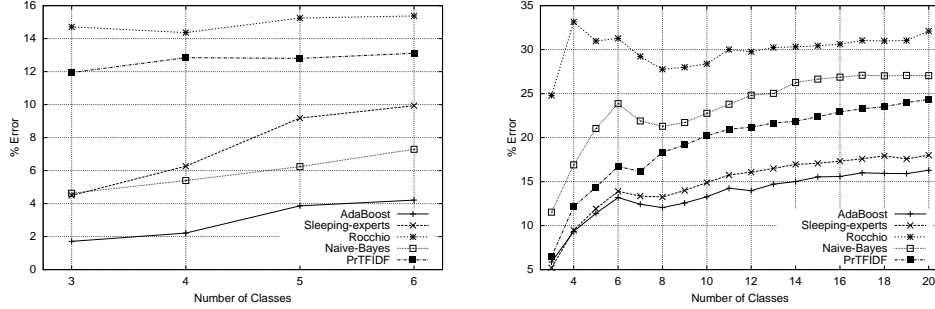 16
14
12
10
8
6
4
2
0
% Error
3
4
5
6
Number of Classes
AdaBoost
Sleeping-experts
Rocchio
Naive-Bayes
PrTFIDF
35
30
25
20
15
10
5
% Error
4
6
8
10
12
14
16
18
20
Number of Classes
AdaBoost
Sleeping-experts
Rocchio
Naive-Bayes
PrTFIDF